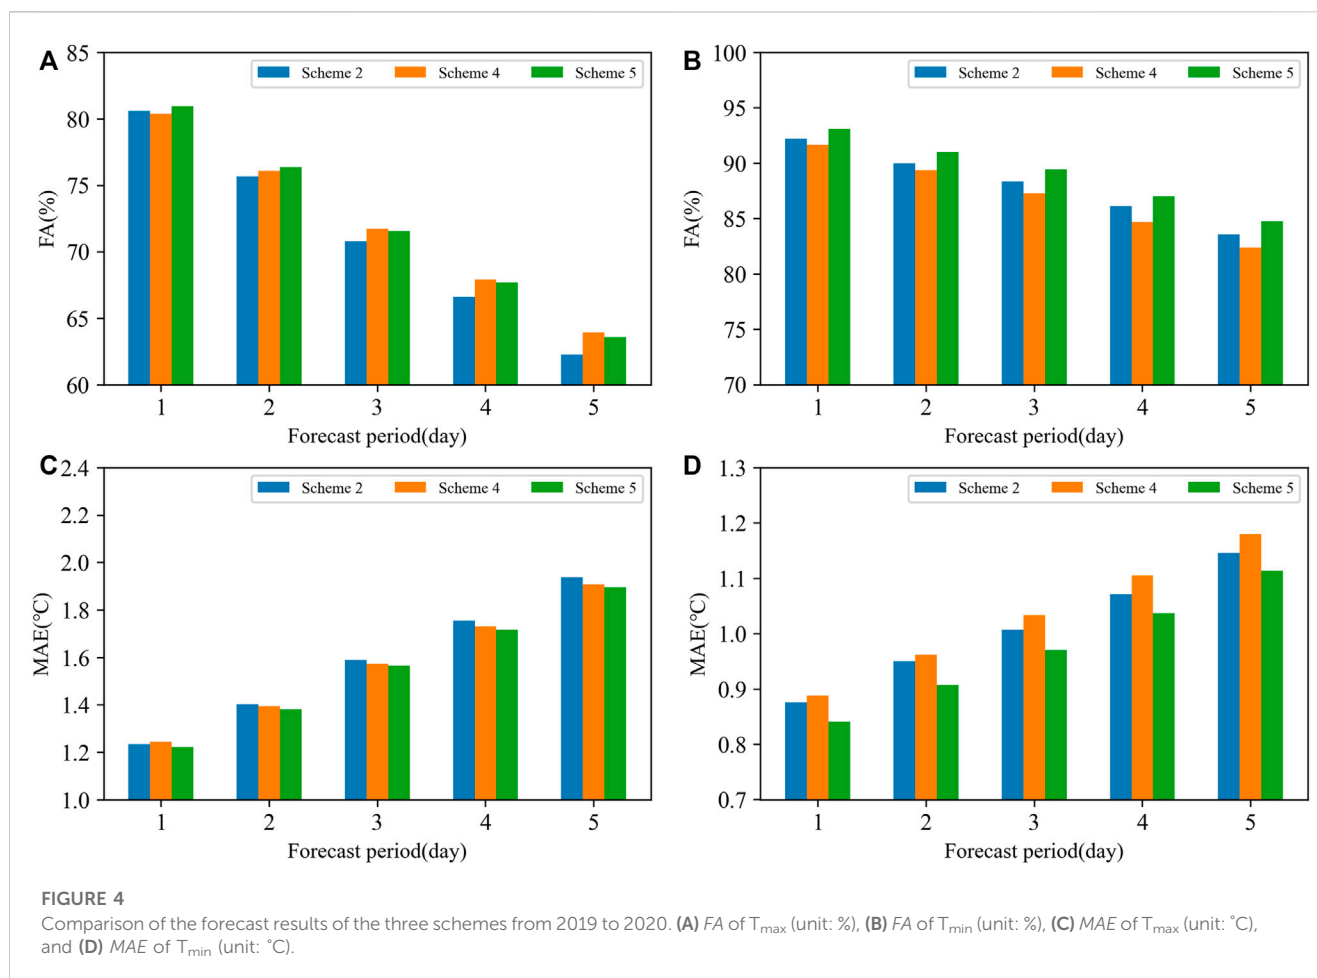 A
85
80
75
70
65
60
FA(%)
Scheme 2 Scheme 4 Scheme 5
1 2 3 4 5
Forecast period(day)
B
100
95
90
85
80
75
70
FA(%)
Scheme 2 Scheme 4 Scheme 5
1 2 3 4 5
Forecast period(day)
C
2.4
2.2
2.0
1.8
1.6
1.4
1.2
1.0
MAE(°C)
Scheme 2 Scheme 4 Scheme 5
1 2 3 4 5
Forecast period(day)
D
1.3
1.2
1.1
1.0
0.9
0.8
0.7
MAE(°C)
Scheme 2 Scheme 4 Scheme 5
1 2 3 4 5
Forecast period(day)
FIGURE 4
Comparison of the forecast results of the three schemes from 2019 to 2020. (A) FA of Tmax (unit: %), (B) FA of Tmin (unit: %), (C) MAE of Tmax (unit: °C),
and (D) MAE of Tmin (unit: °C).